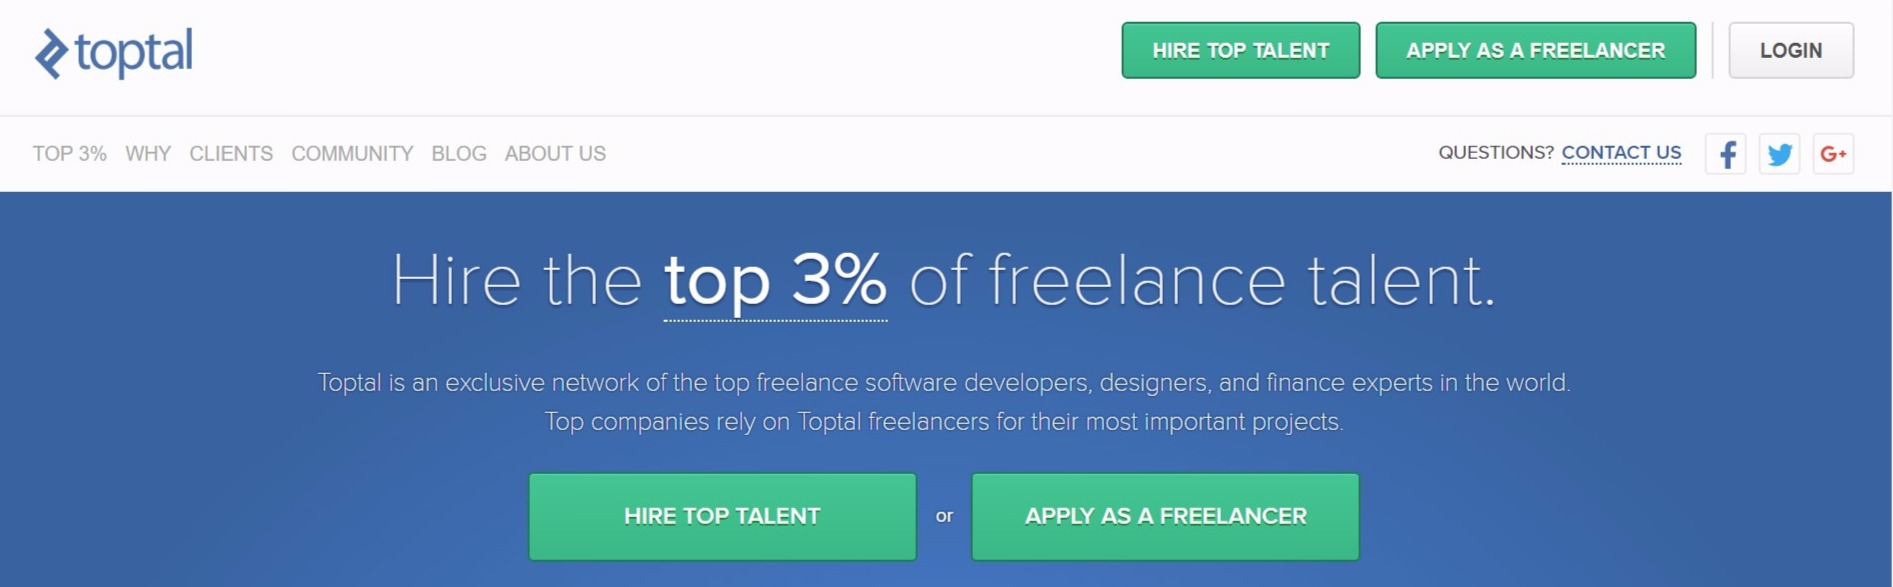 toptal
HIRE TOP TALENT
APPLY AS A FREELANCER
LOGIN
TOP 3% WHY CLIENTS COMMUNITY BLOG ABOUT US
QUESTIONS? CONTACT US
f
G+
Hire the top 3% of freelance talent.
Toptal is an exclusive network of the top freelance software developers, designers, and finance experts in the world.
Top companies rely on Toptal freelancers for their most important projects.
HIRE TOP TALENT or APPLY AS A FREELANCER